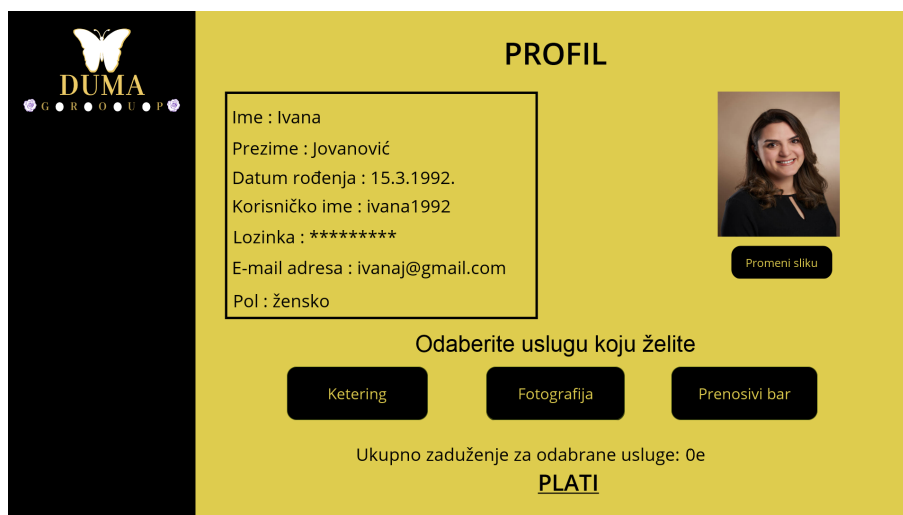 DUMA
G R O U P
PROFIL
Ime : Ivana
Prezime : Jovanović
Datum rođenja : 15.3.1992.
Korisničko ime : ivana1992
Lozinka : *********
E-mail adresa : ivanaj@gmail.com
Pol : žensko
Promeni sliku
Odaberite uslugu koju želite
Ketering
Fotografija
Prenosivi bar
Ukupno zaduženje za odabrane usluge: 0e
PLATI